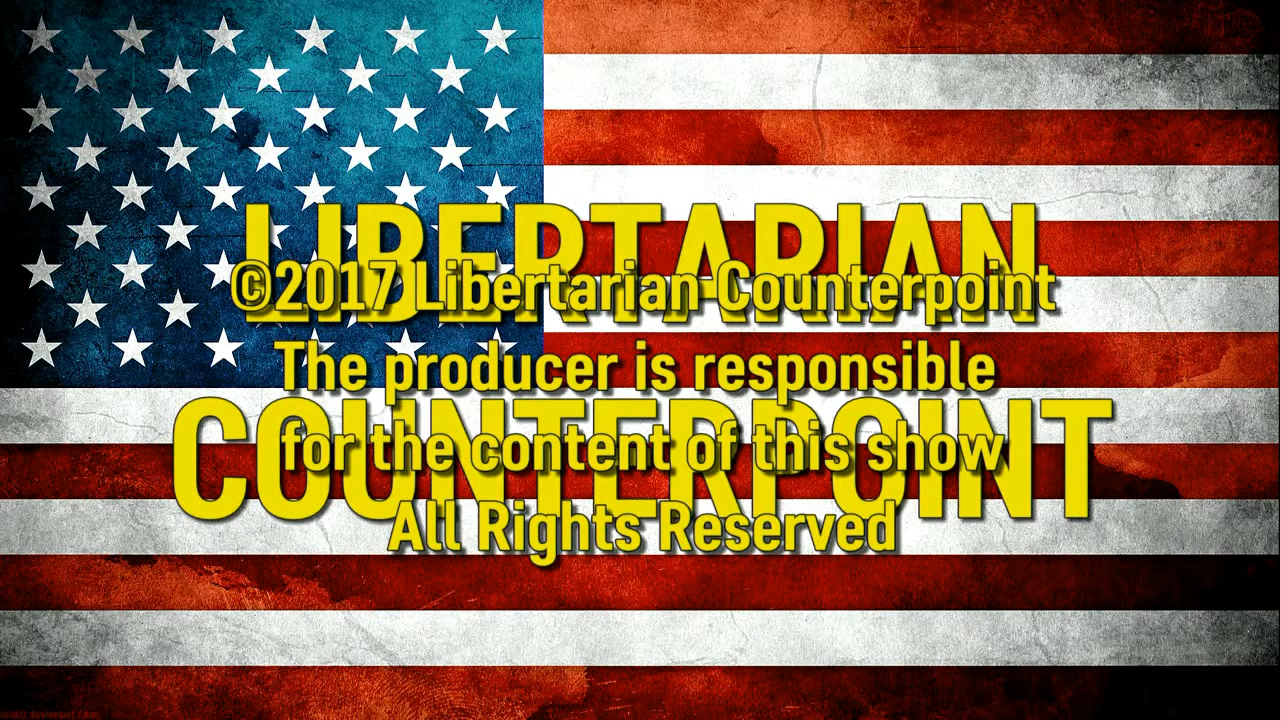 LIBERTARIAN
©2017 Libertarian Counterpoint
The producer is responsible
COUNTERPOINT
for the content of this show
All Rights Reserved